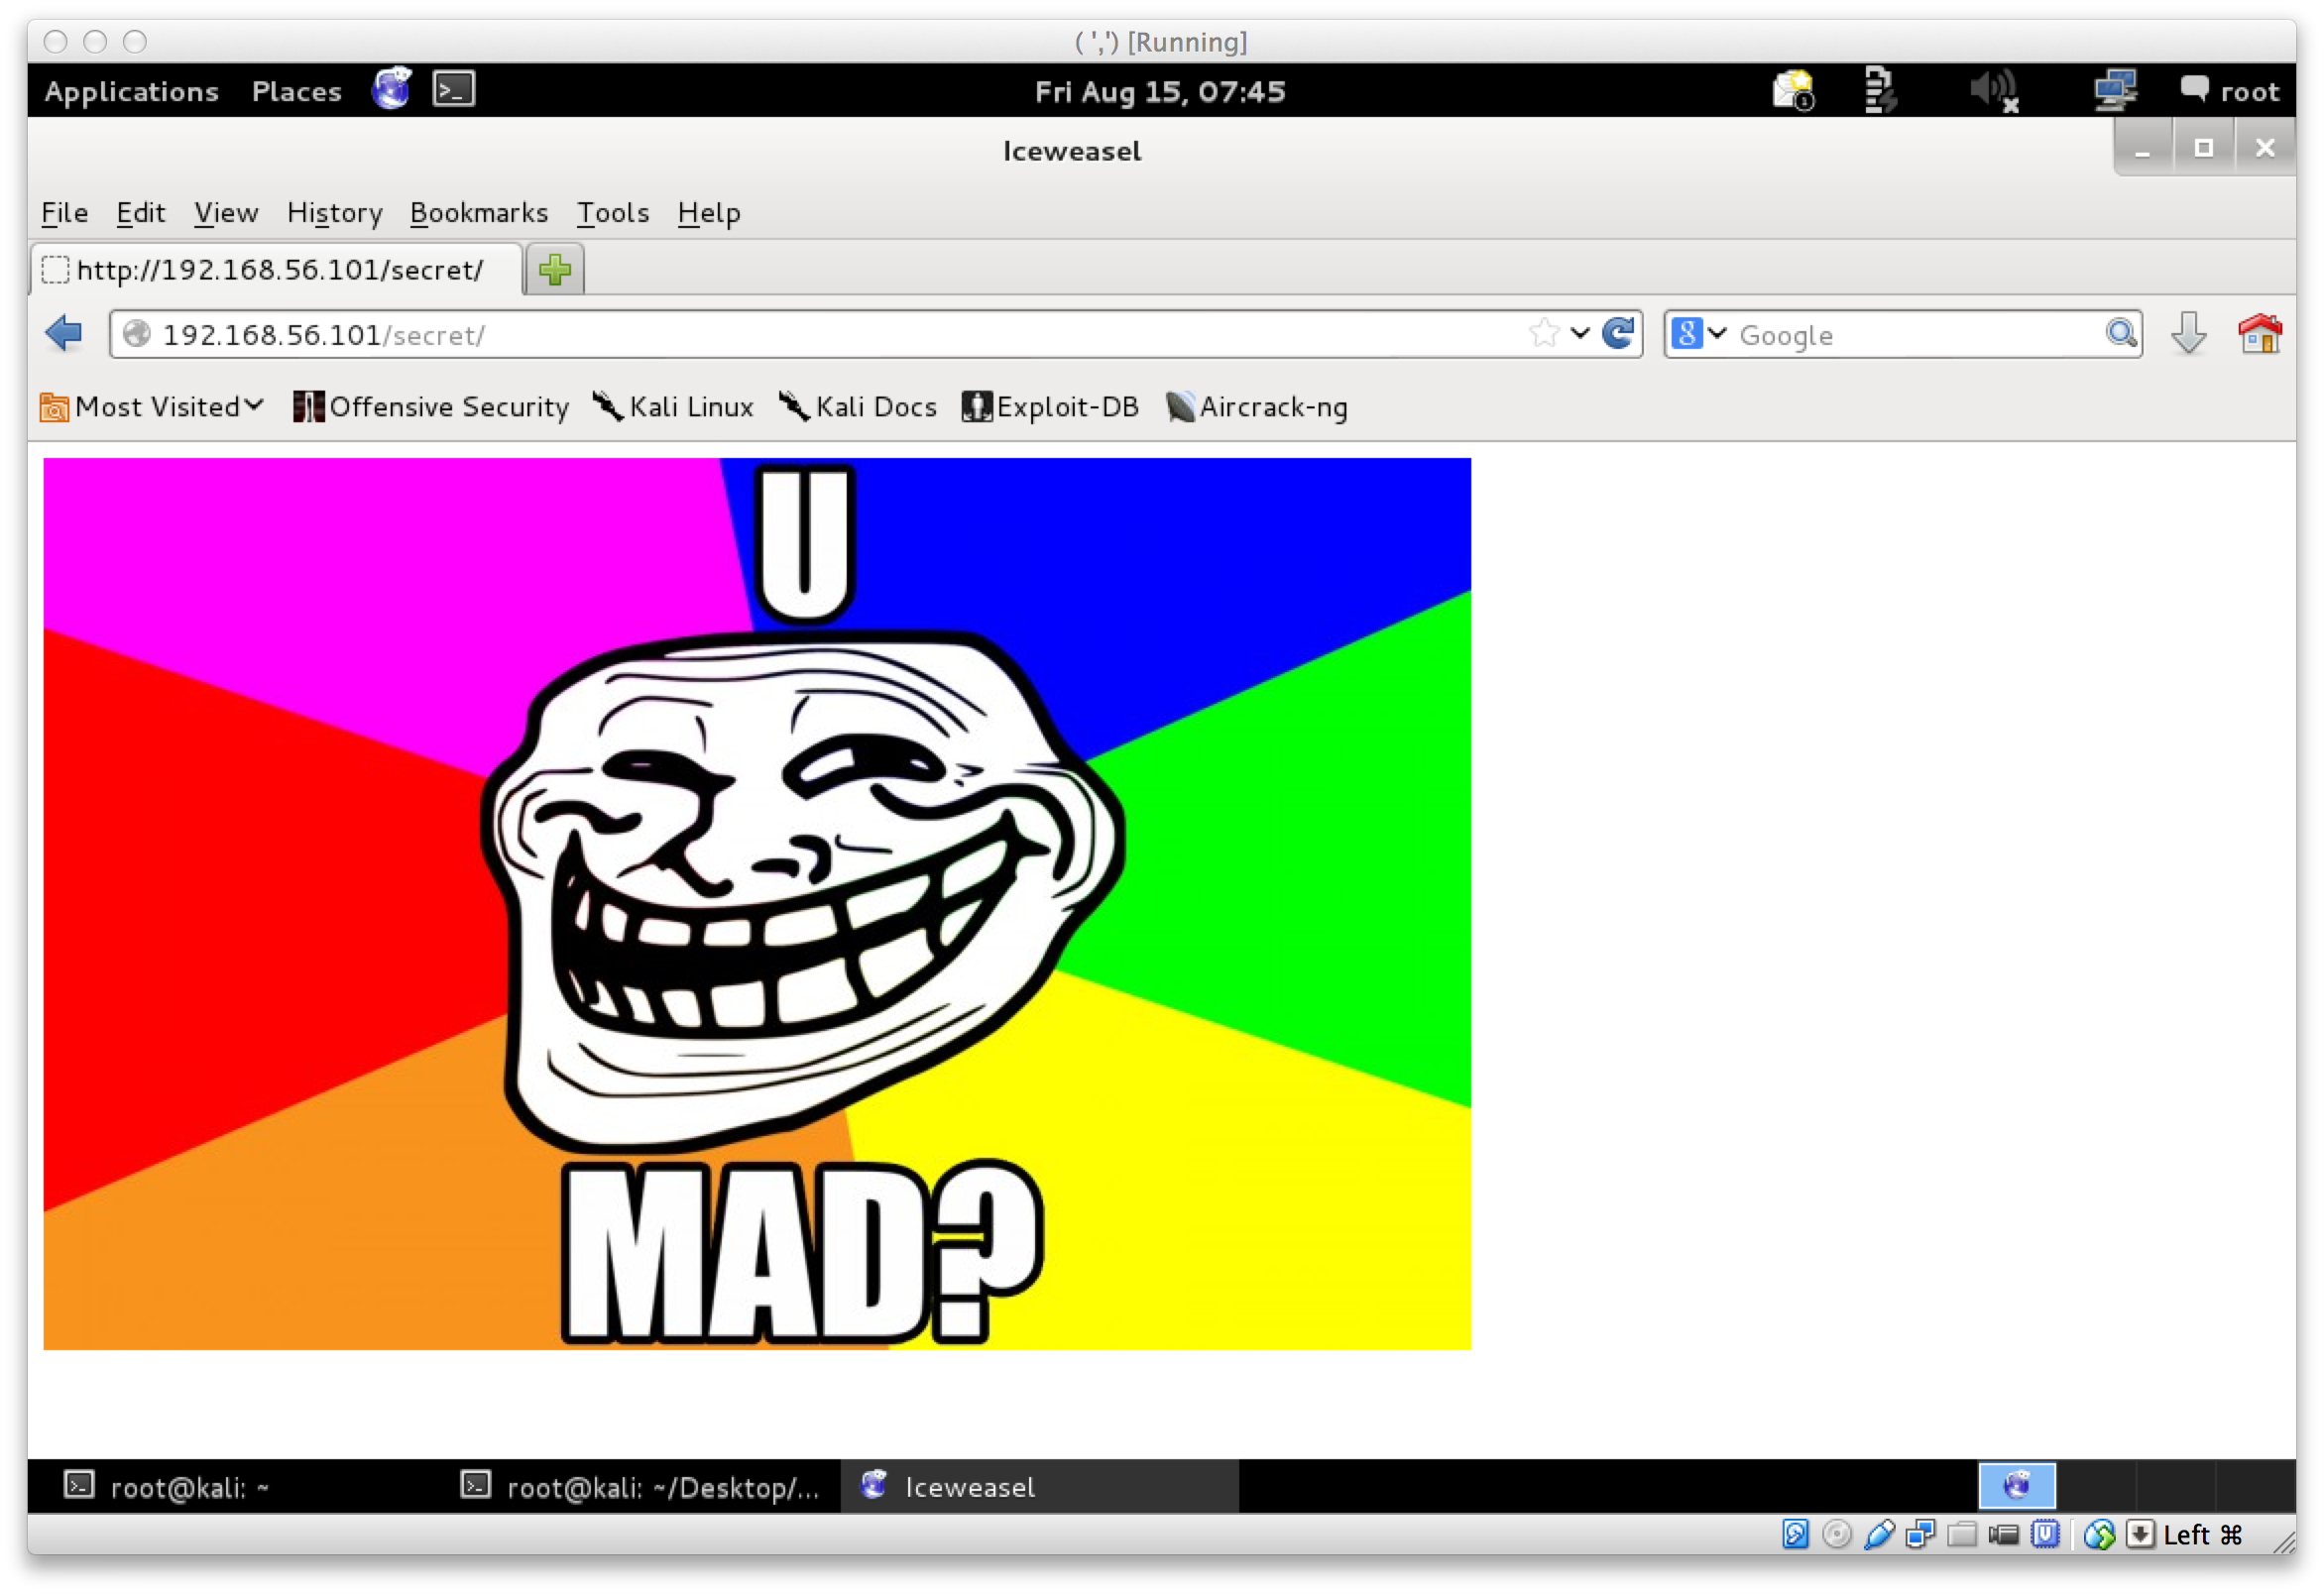 ( ',') [Running]
Applications Places Fri Aug 15, 07:45 root
Iceweasel
File Edit View History Bookmarks Tools Help
http://192.168.56.101/secret/
192.168.56.101/secret/ Google
Most Visited Offensive Security Kali Linux Kali Docs Exploit-DB Aircrack-ng
U
MAD?
root@kali: ~ root@kali: ~/Desktop/... Iceweasel
Left ⌘